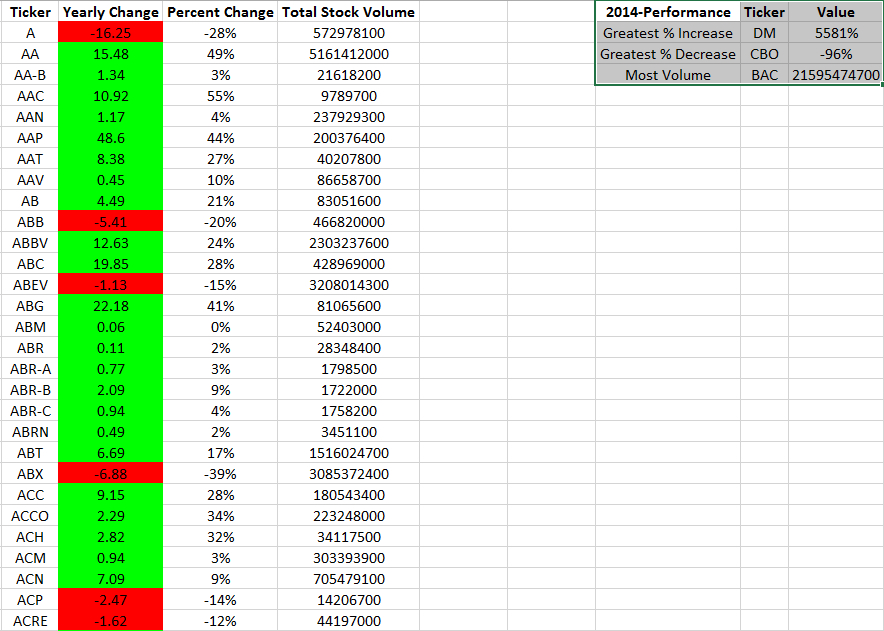 Ticker Yearly Change Percent Change Total Stock Volume 2014-Performance Ticker Value
A -16.25 -28% 572978100 Greatest % Increase DM 5581%
AA 15.48 49% 5161412000 Greatest % Decrease CBO -96%
AA-B 1.34 3% 21618200 Most Volume BAC 21595474700
AAC 10.92 55% 9789700
AAN 1.17 4% 237929300
AAP 48.6 44% 200376400
AAT 8.38 27% 40207800
AAV 0.45 10% 86658700
AB 4.49 21% 83051600
ABB -5.41 -20% 466820000
ABBV 12.63 24% 2303237600
ABC 19.85 28% 428969000
ABEV -1.13 -15% 3208014300
ABG 22.18 41% 81065600
ABM 0.06 0% 52403000
ABR 0.11 2% 28348400
ABR-A 0.77 3% 1798500
ABR-B 2.09 9% 1722000
ABR-C 0.94 4% 1758200
ABRN 0.49 2% 3451100
ABT 6.69 17% 1516024700
ABX -6.88 -39% 3085372400
ACC 9.15 28% 180543400
ACCO 2.29 34% 223248000
ACH 2.82 32% 34117500
ACM 0.94 3% 303393900
ACN 7.09 9% 705479100
ACP -2.47 -14% 14206700
ACRE -1.62 -12% 44197000